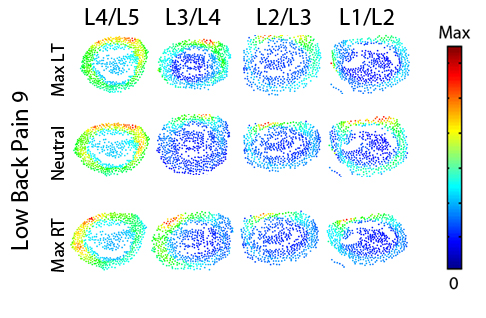 L4/L5 L3/L4 L2/L3 L1/L2
Max
Max LT
Neutral
Max RT
Low Back Pain 9
0